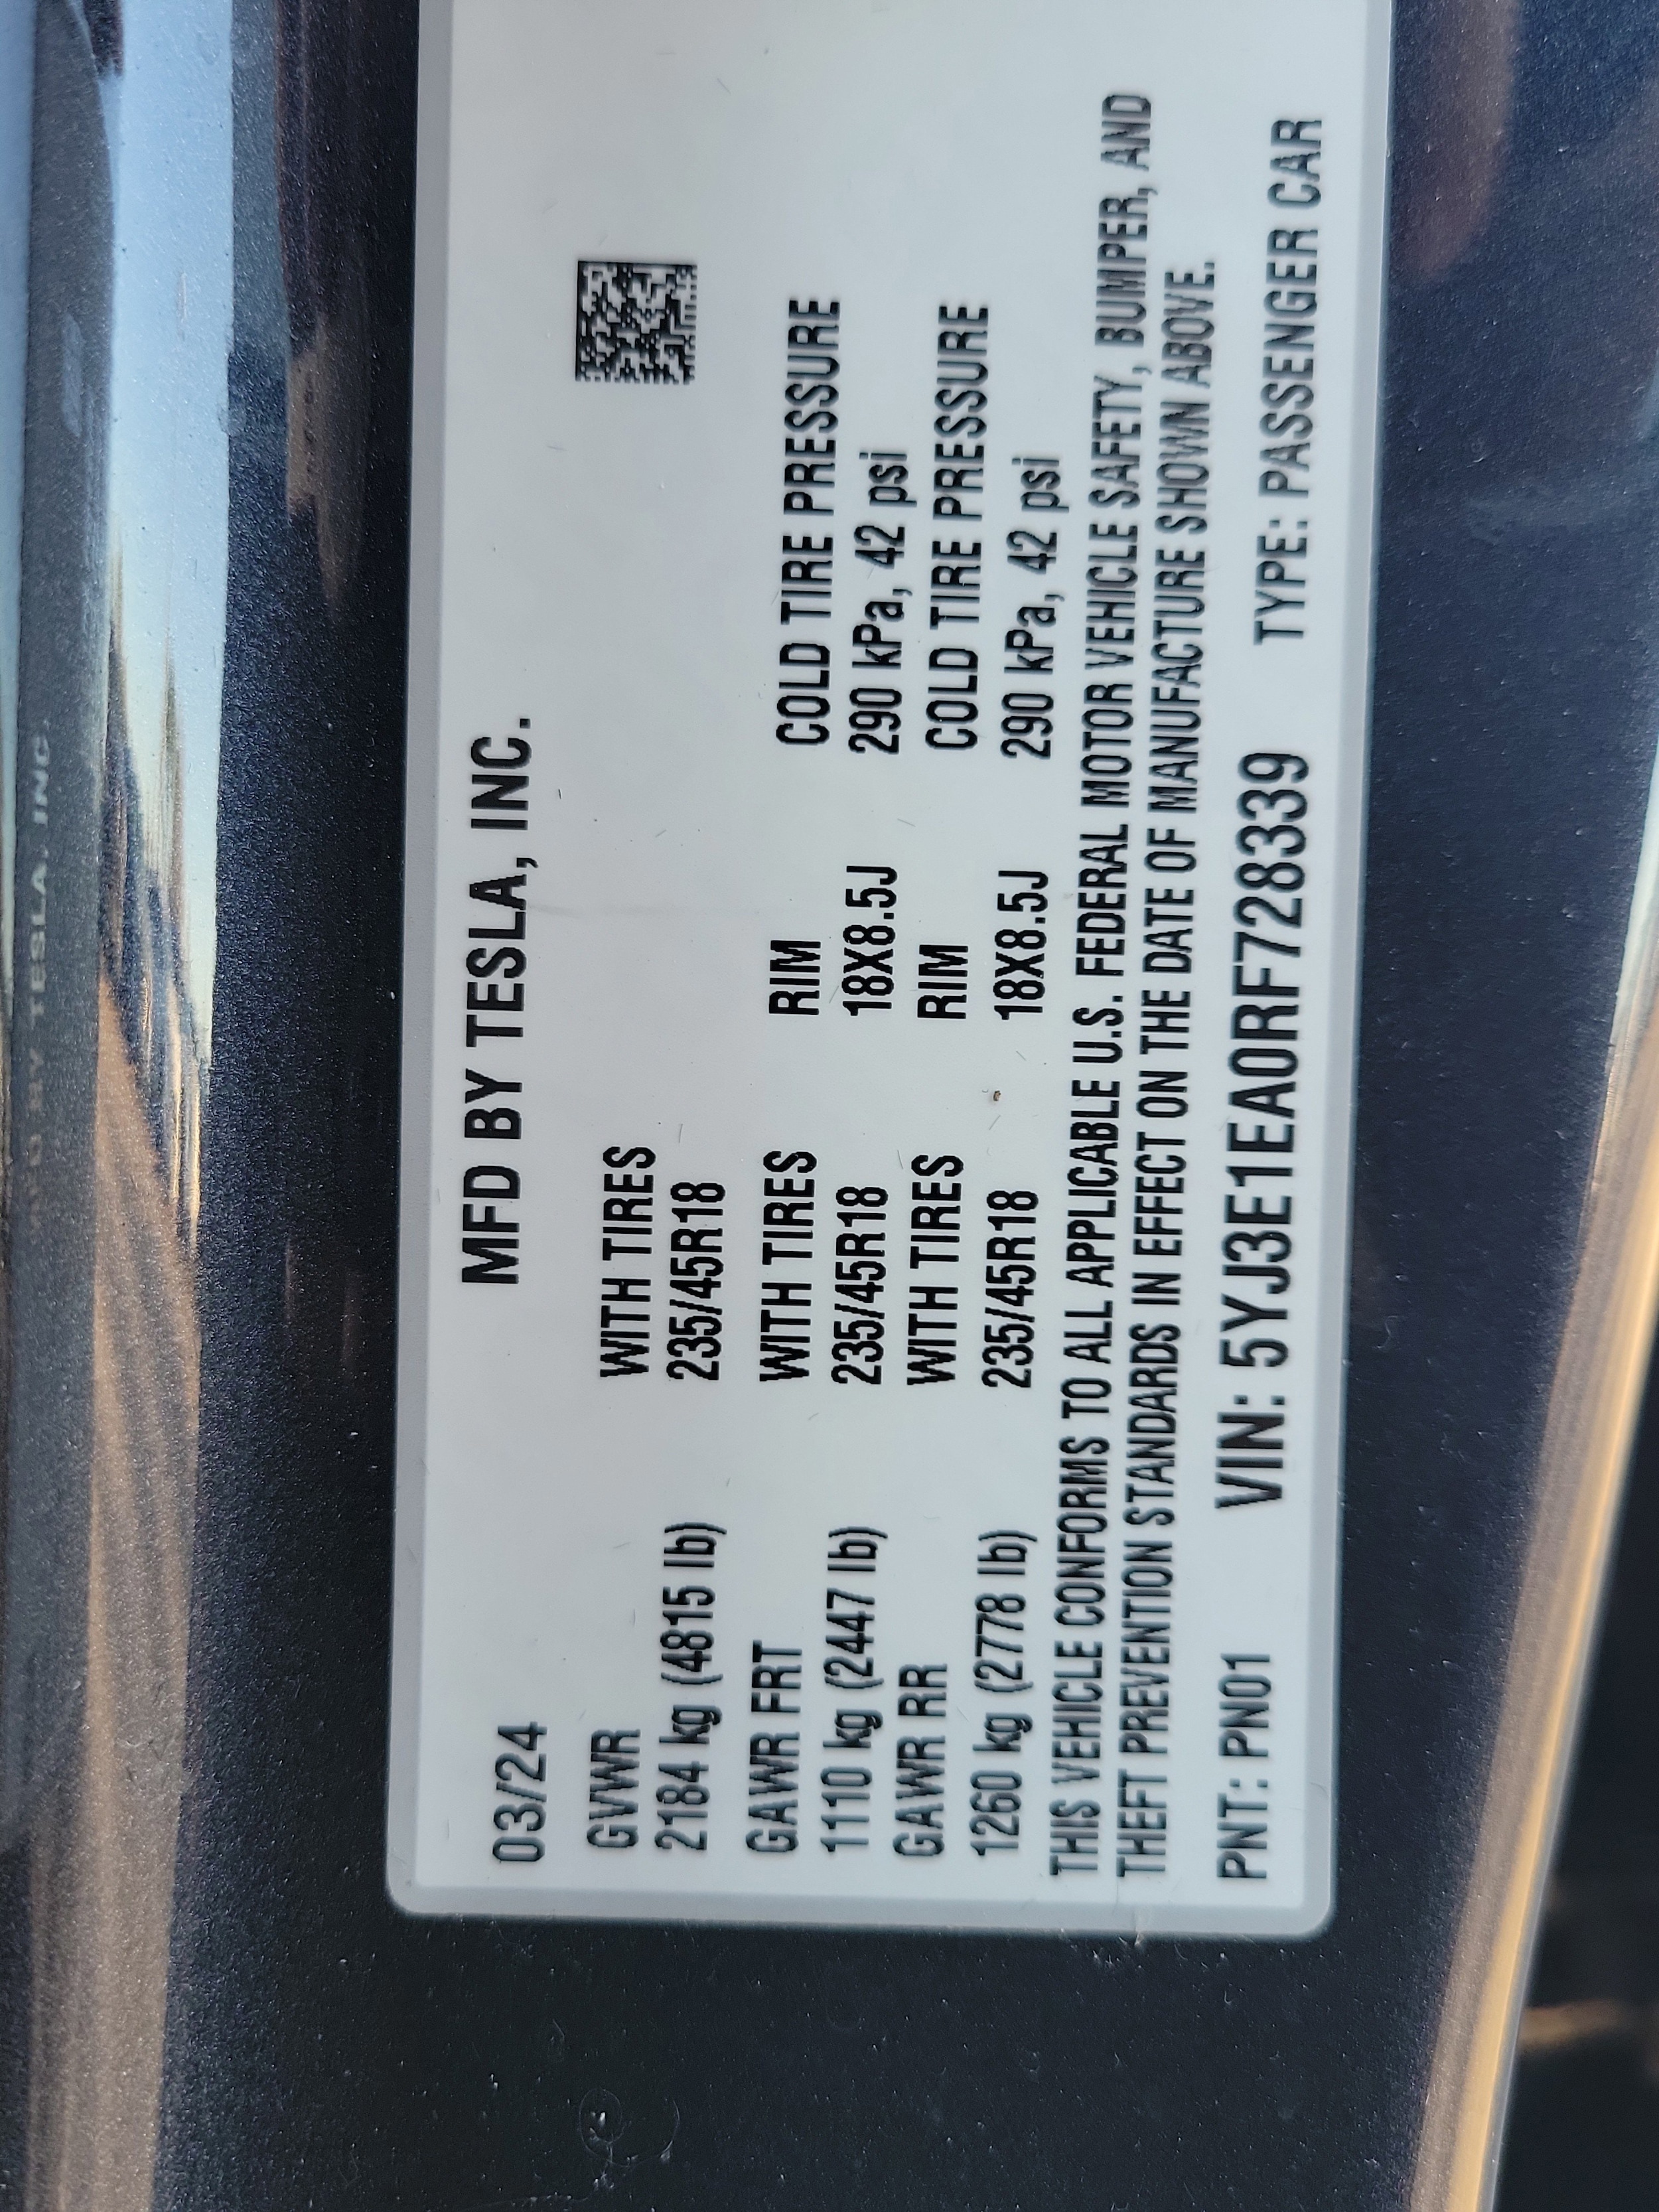 MFD BY TESLA, INC.
03/24
GVWR WITH TIRES
2184 kg (4815 lb) 235/45R18
GAWR FRT WITH TIRES RIM COLD TIRE PRESSURE
1110 kg (2447 lb) 235/45R18 18X8.5J 290 kPa, 42 psi
GAWR RR WITH TIRES RIM COLD TIRE PRESSURE
1260 kg (2778 lb) 235/45R18 18X8.5J 290 kPa, 42 psi
THIS VEHICLE CONFORMS TO ALL APPLICABLE U.S. FEDERAL MOTOR VEHICLE SAFETY, BUMPER, AND
THEFT PREVENTION STANDARDS IN EFFECT ON THE DATE OF MANUFACTURE SHOWN ABOVE.
PNT: PN01 VIN: 5YJ3E1EA0RF728339 TYPE: PASSENGER CAR